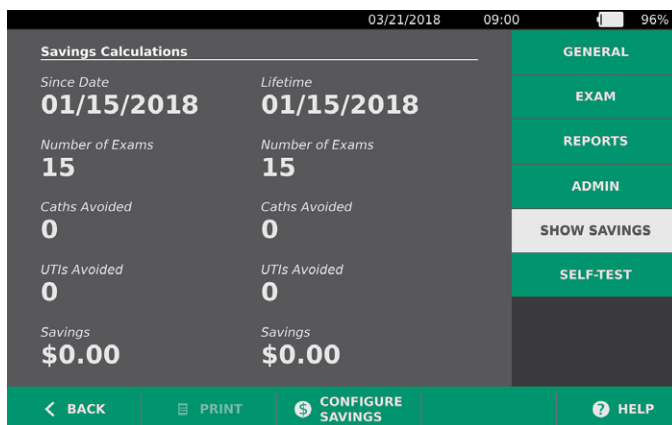 03/21/2018 09:00 96%
Savings Calculations
Since Date Lifetime
01/15/2018 01/15/2018
Number of Exams Number of Exams
15 15
Caths Avoided Caths Avoided
0 0
UTIs Avoided UTIs Avoided
0 0
Savings Savings
$0.00 $0.00
GENERAL
EXAM
REPORTS
ADMIN
SHOW SAVINGS
SELF-TEST
BACK
PRINT
$ CONFIGURE
SAVINGS
? HELP